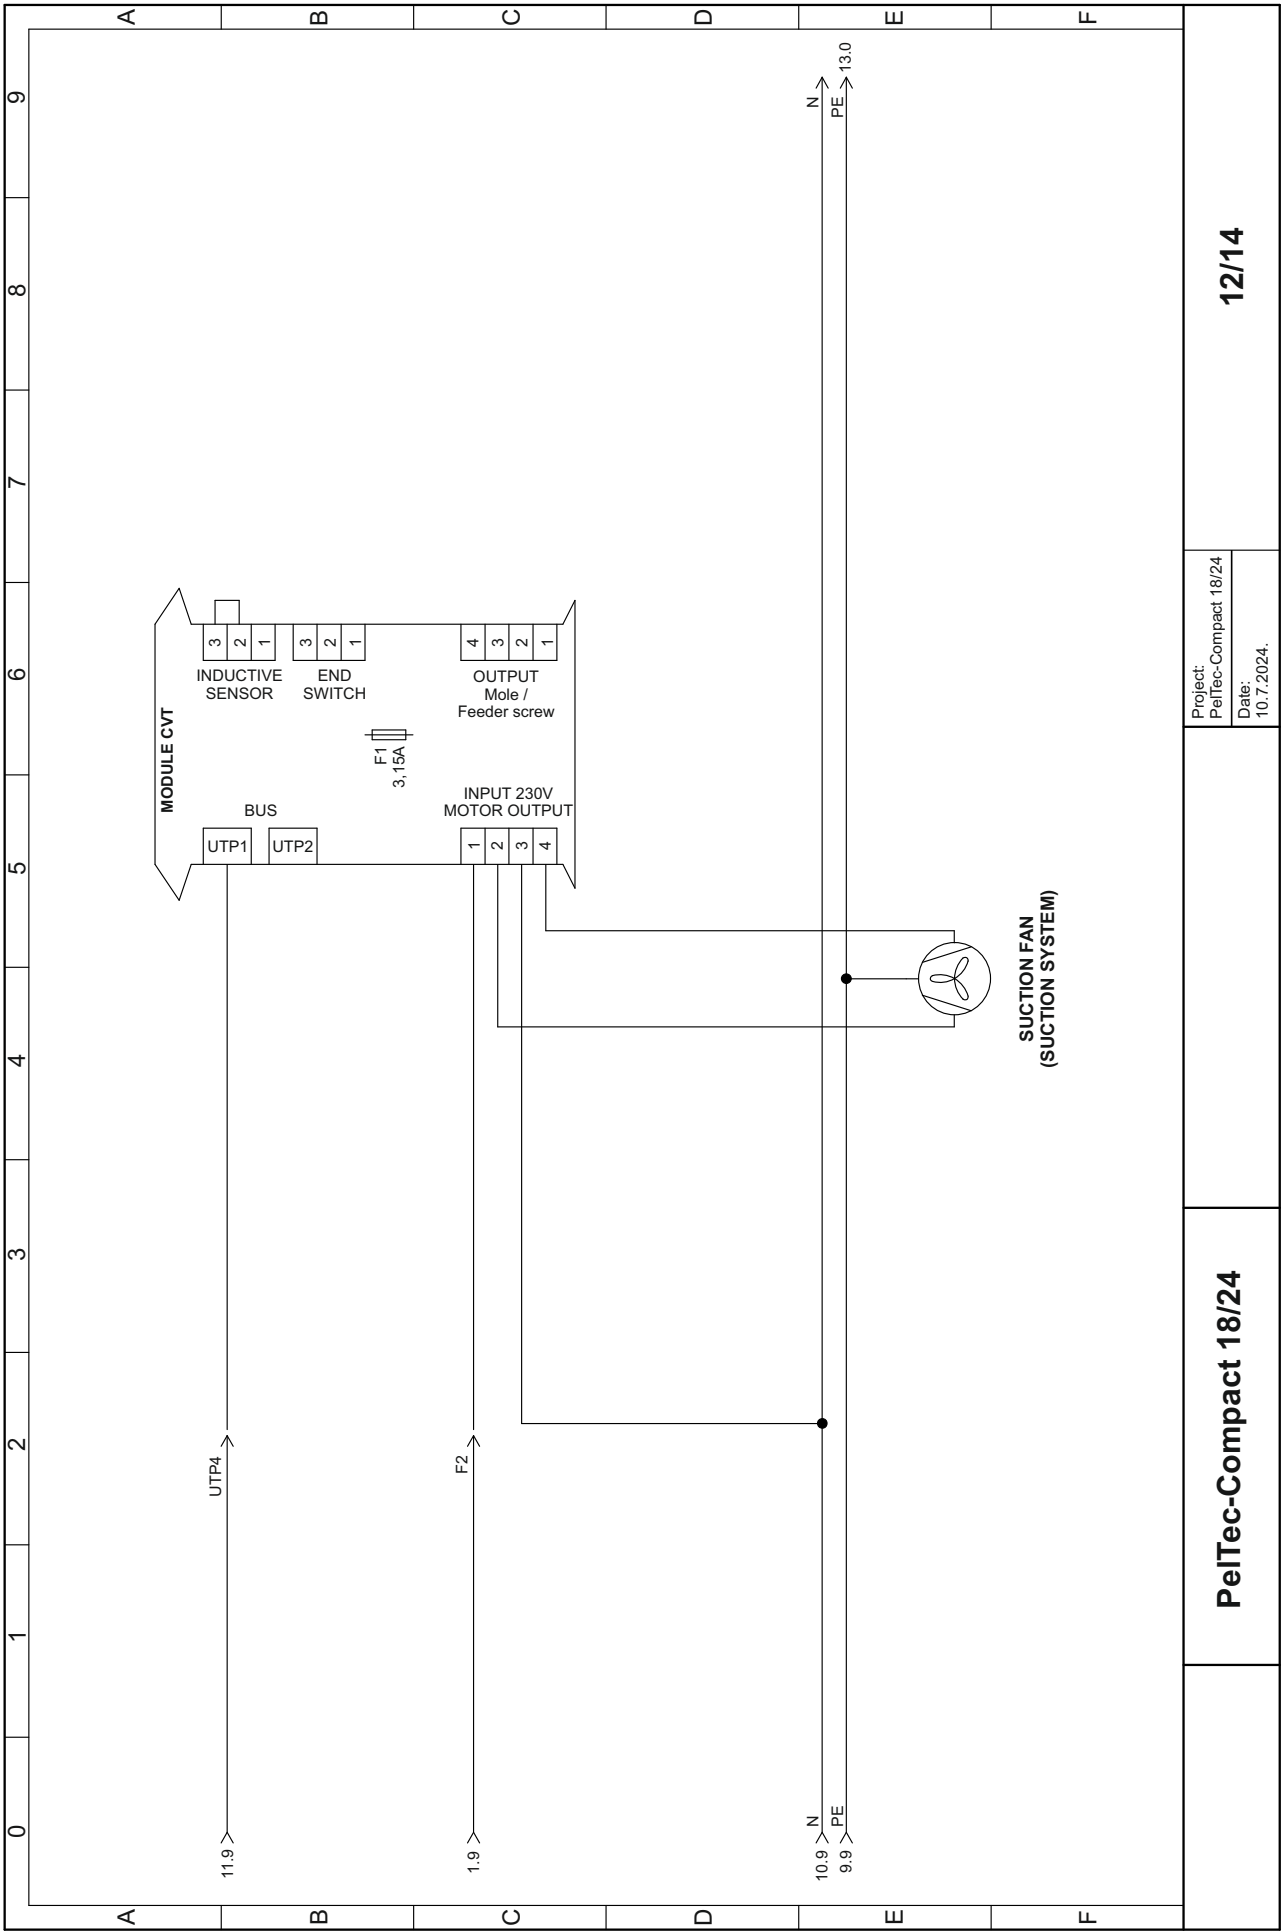 0 1 2 3 4 5 6 7 8 9
A A
B B
C C
D D
E E
F F
MODULE CVT
11.9
UTP4
UTP1
UTP2
BUS
3
2
1
INDUCTIVE
SENSOR
3
2
1
END
SWITCH
F1
3,15A
1.9
F2
INPUT 230V
MOTOR OUTPUT
1
2
3
4
OUTPUT
Mole /
Feeder screw
4
3
2
1
10.9
N
N
9.9
PE
PE
13.0
SUCTION FAN
(SUCTION SYSTEM)
PelTec-Compact 18/24
Project:
PelTec-Compact 18/24
Date:
10.7.2024.
12/14